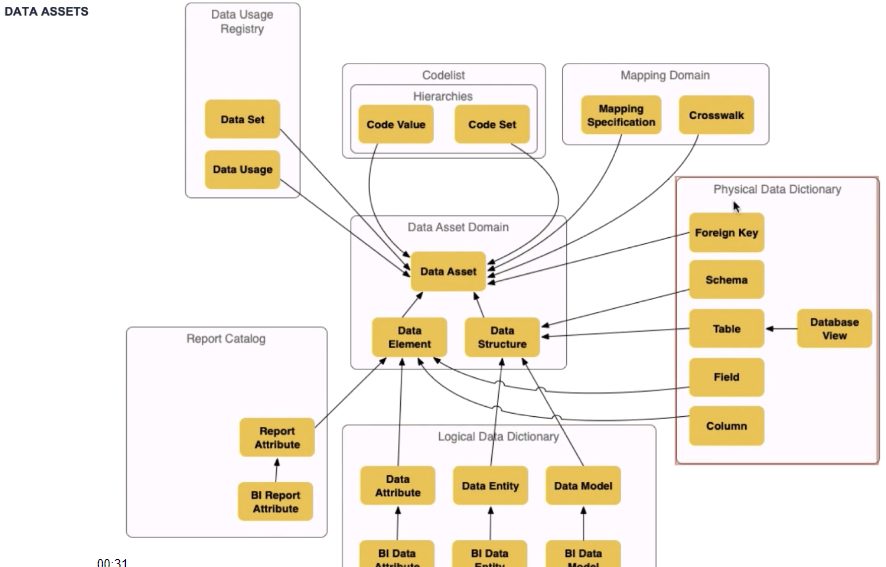 DATA ASSETS
Data Usage
Registry
Data Set
Data Usage
Codelist
Hierarchies
Code Value
Code Set
Mapping Domain
Mapping
Specification
Crosswalk
Physical Data Dictionary
Foreign Key
Schema
Table
Database
View
Field
Column
Data Asset Domain
Data Asset
Data
Element
Data
Structure
Report Catalog
Report
Attribute
BI Report
Attribute
Logical Data Dictionary
Data
Attribute
Data Entity
Data Model
BI Data
Attribute
BI Data
Entity
BI Data
Model
00:31